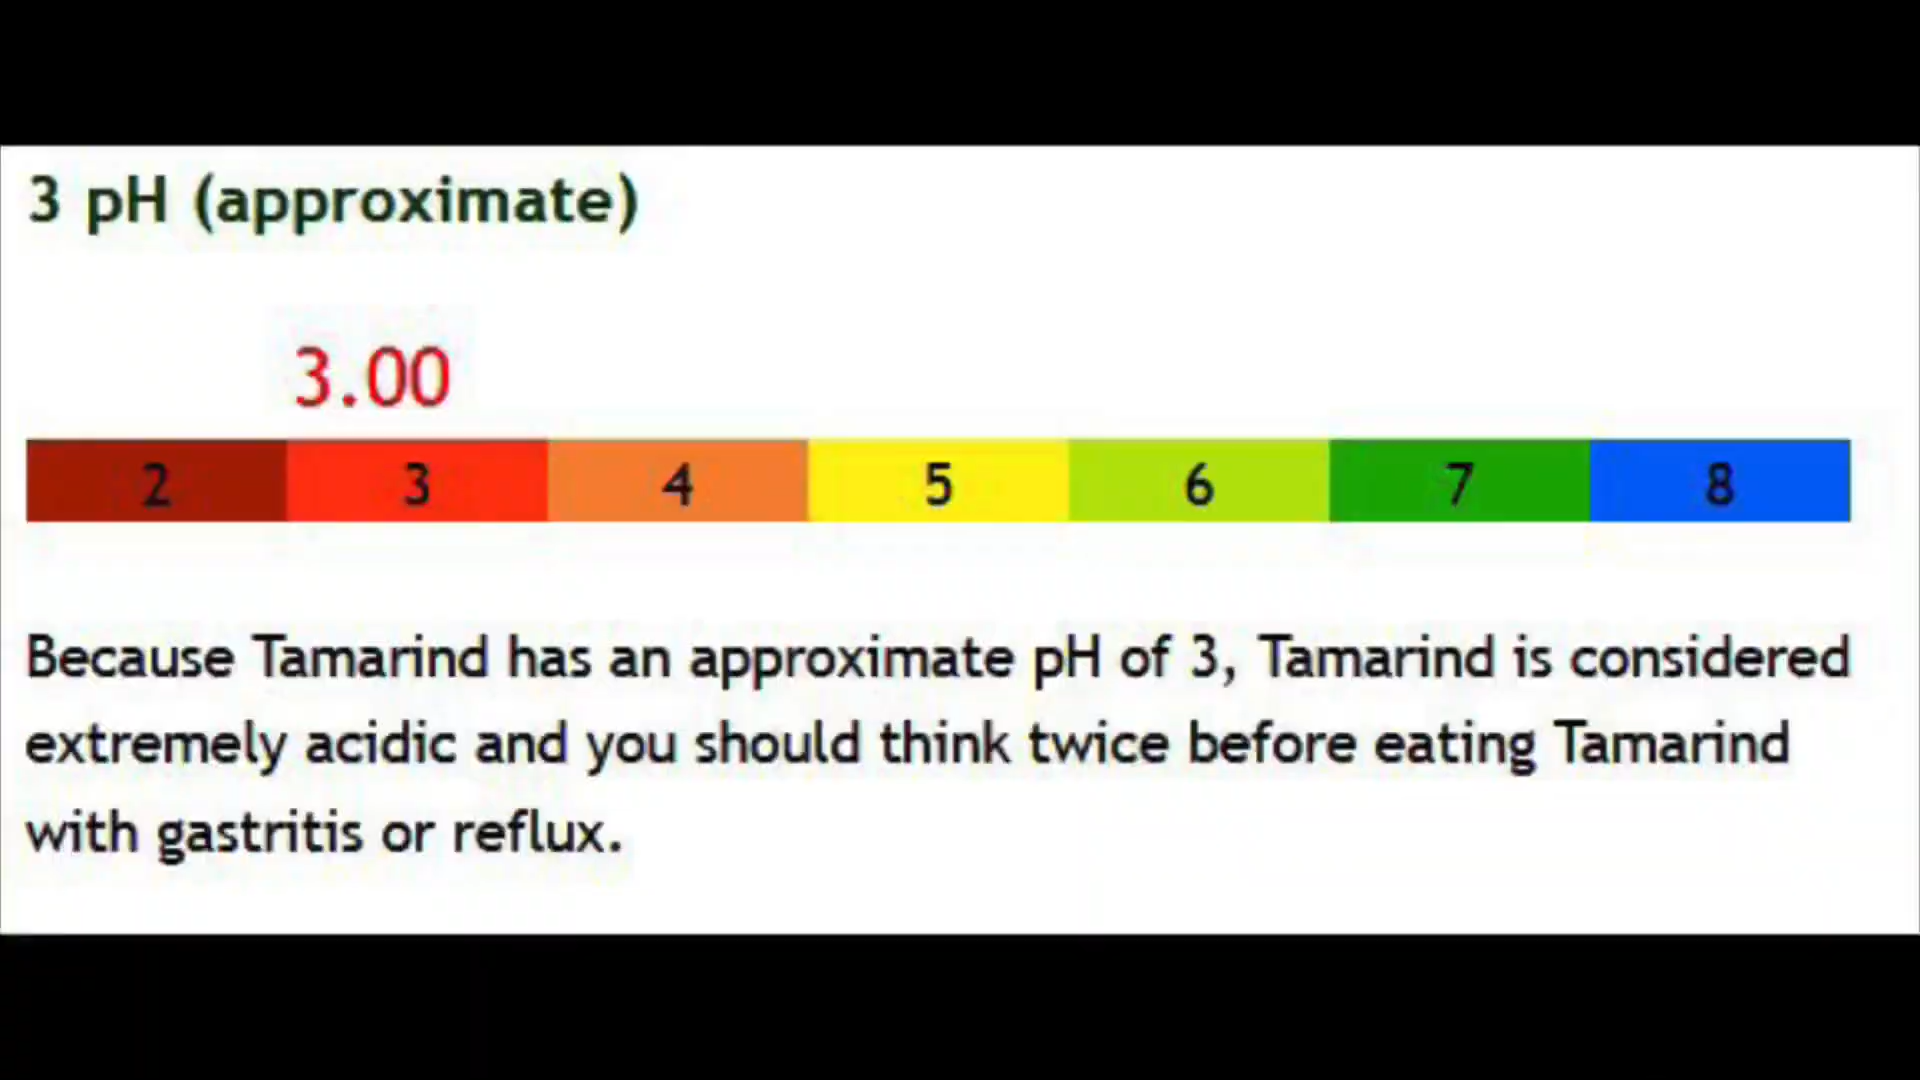 3 pH (approximate)
3.00
2 3 4 5 6 7 8
Because Tamarind has an approximate pH of 3, Tamarind is considered
extremely acidic and you should think twice before eating Tamarind
with gastritis or reflux.